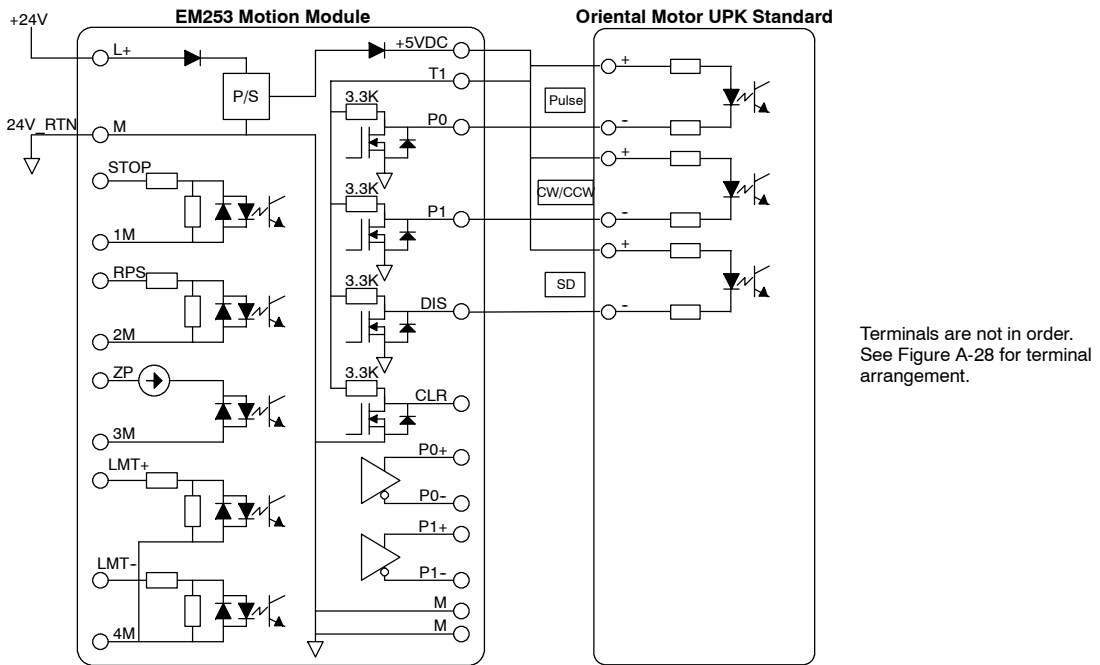 EM253 Motion Module
Oriental Motor UPK Standard
+24V
L+
+5VDC
+
T1
P/S
3.3K
Pulse
24V_RTN
M
P0
-
STOP
+
3.3K
CW/CCW
1M
P1
-
RPS
+
3.3K
SD
DIS
-
2M
Terminals are not in order.
See Figure A-28 for terminal
arrangement.
ZP
3.3K
CLR
3M
P0+
LMT+
P0-
P1+
LMT-
P1-
M
4M
M